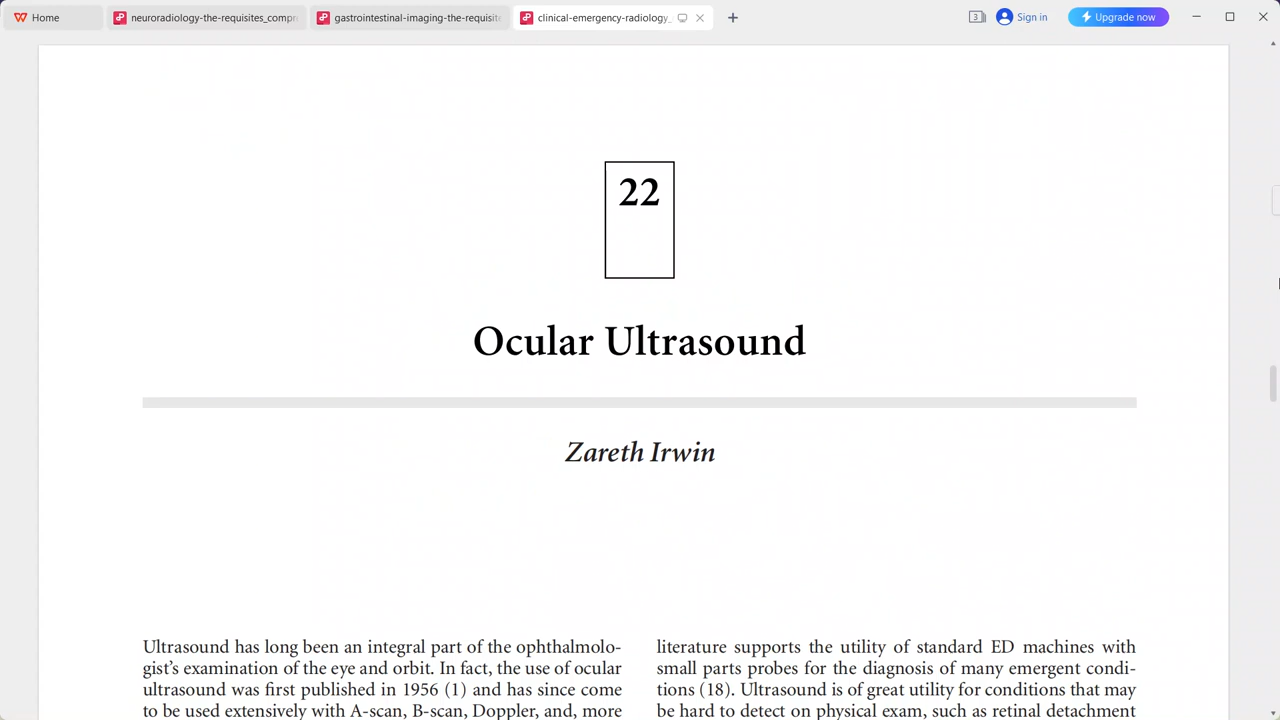 Home
neuroradiology-the-requisites_compr
gastrointestinal-imaging-the-requisite
clinical-emergency-radiology_
3
Sign in
Upgrade now
22
Ocular Ultrasound
Zareth Irwin
Ultrasound has long been an integral part of the ophthalmolo-
gist's examination of the eye and orbit. In fact, the use of ocular
ultrasound was first published in 1956 (1) and has since come
to be used extensively with A-scan, B-scan, Doppler, and, more
literature supports the utility of standard ED machines with
small parts probes for the diagnosis of many emergent condi-
tions (18). Ultrasound is of great utility for conditions that may
be hard to detect on physical exam, such as retinal detachment